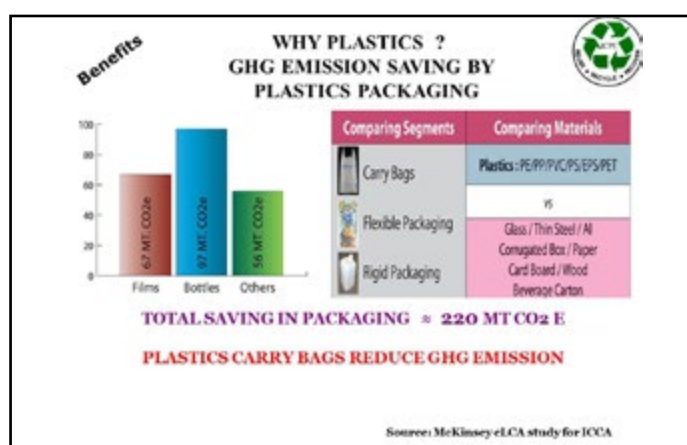 Benefits
WHY PLASTICS ?
GHG EMISSION SAVING BY
PLASTICS PACKAGING
100
80
60
40
20
0
67 MT. CO2e
97 MT. CO2e
56 MT. CO2e
Films
Bottles
Others
Comparing Segments
Carry Bags
Flexible Packaging
Rigid Packaging
Comparing Materials
Plastics : PE/PP/PVC/PS/EPS/PET
vs
Glass / Thin Steel / Al
Corrugated Box / Paper
Card Board / Wood
Beverage Carton
TOTAL SAVING IN PACKAGING ≈ 220 MT CO2 E
PLASTICS CARRY BAGS REDUCE GHG EMISSION
Source: McKinsey cLCA study for ICCA